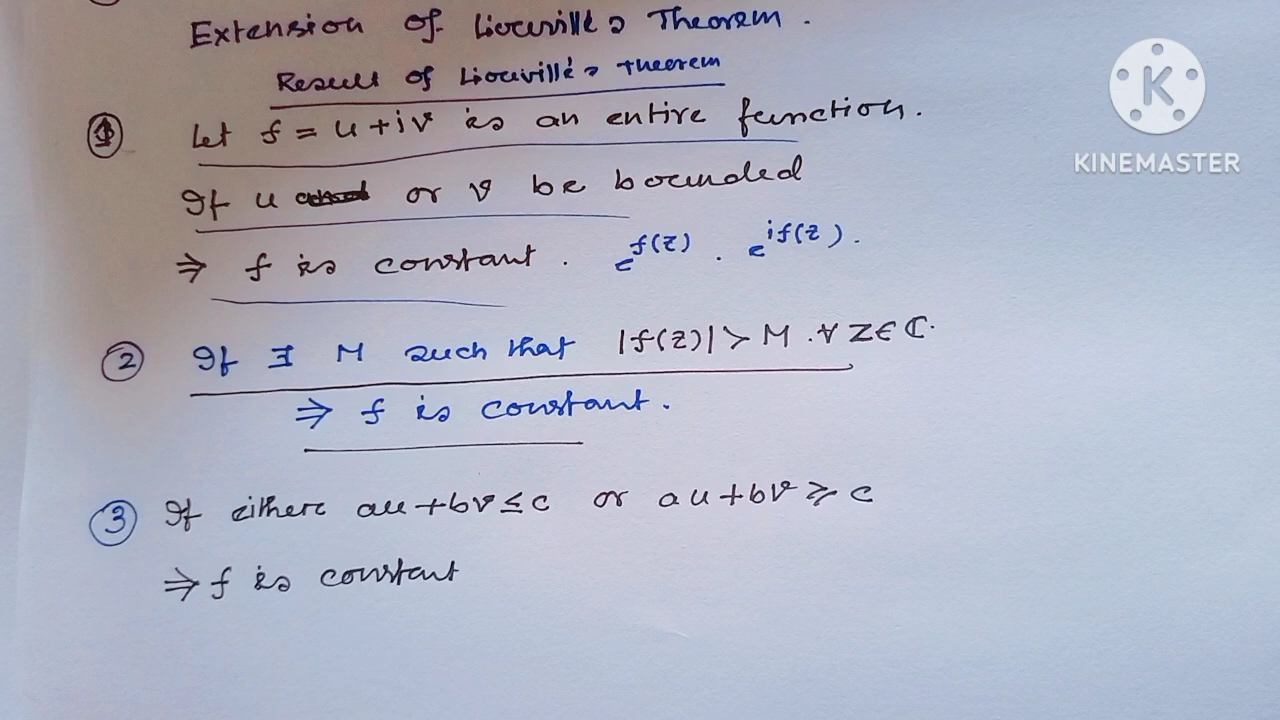 Extension of Liouville's Theorem.
Result of Liouville's theorem
K
KINEMASTER
① Let f = u + iv is an entire function.
If u or v be bounded
⇒ f is constant. e^{f(z)}. e^{if(z)}.
② If ∃ M such that |f(z)| > M. ∀ z ∈ ℂ.
⇒ f is constant.
③ If either au + bv ≤ c or au + bv ≥ c
⇒ f is constant